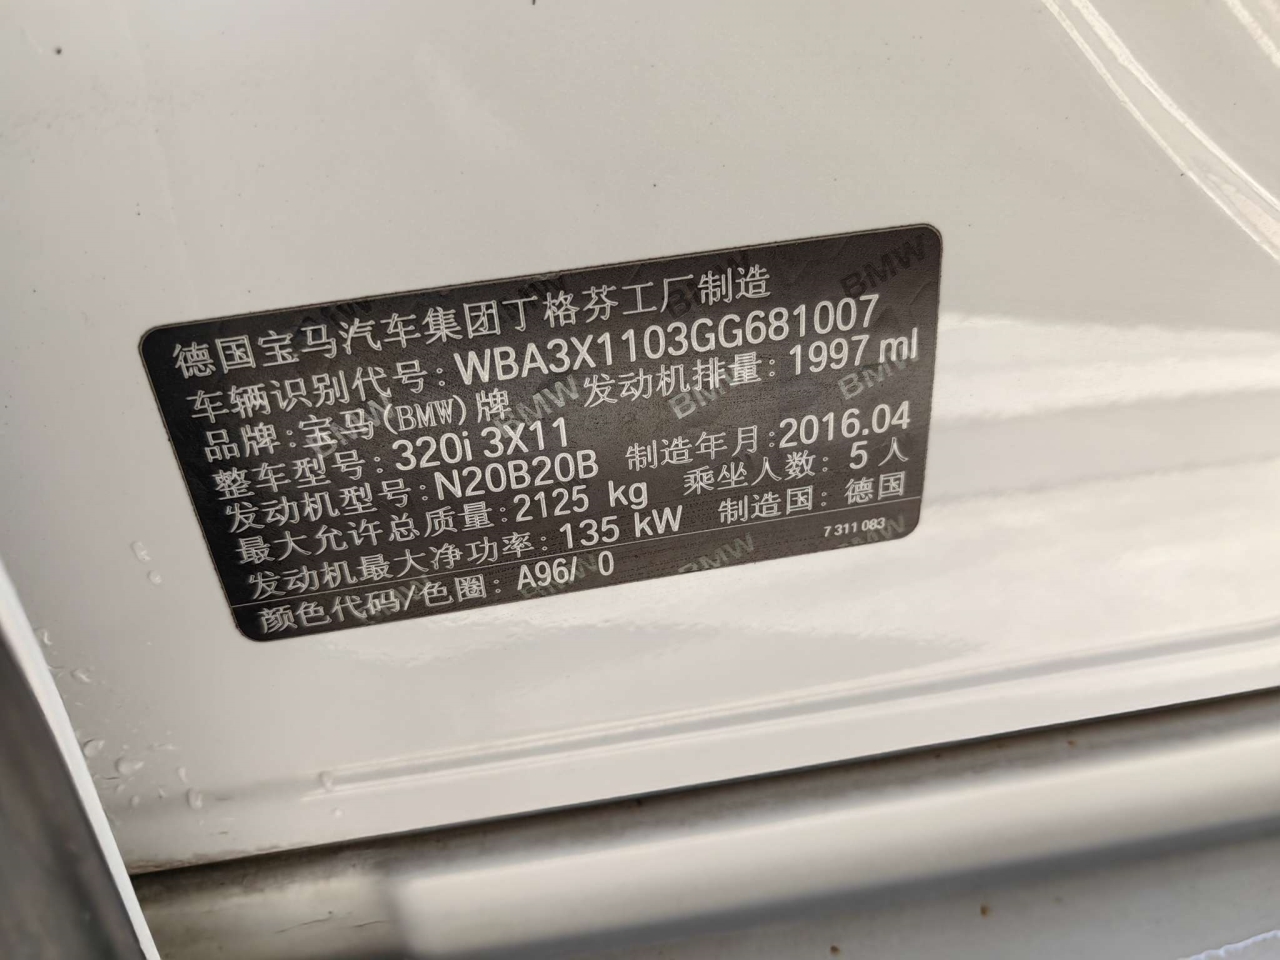 德国宝马汽车集团丁格芬工厂制造
车辆识别代号: WBA3X1103GG681007
品牌: 宝马(BMW)牌 发动机排量: 1997 ml
整车型号: 320i 3X11
发动机型号: N20B20B 制造年月: 2016.04
最大允许总质量: 2125 kg 乘坐人数: 5 人
发动机最大净功率: 135 kW 制造国: 德国
颜色代码/色圈: A96/ 0 7 311 083